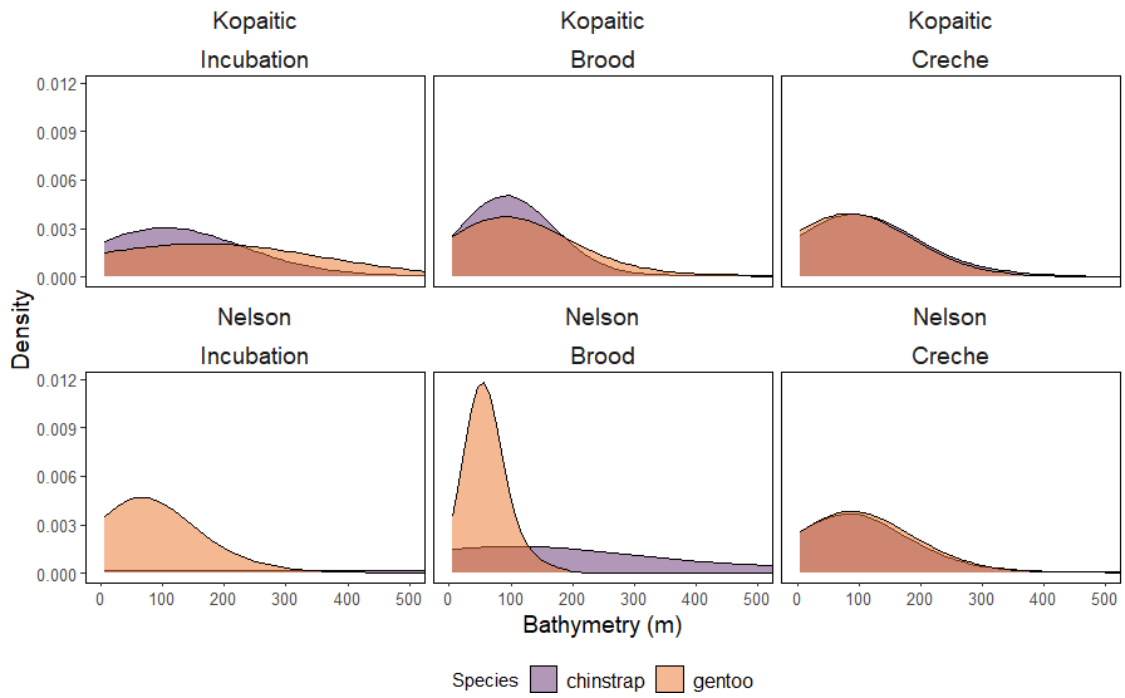 Kopaitic Kopaitic Kopaitic
Incubation Brood Creche
0.012
0.009
0.006
0.003
0.000
Nelson Nelson Nelson
Incubation Brood Creche
0.012
0.009
0.006
0.003
0.000
Density
0 100 200 300 400 500 0 100 200 300 400 500 0 100 200 300 400 500
Bathymetry (m)
Species chinstrap gentoo